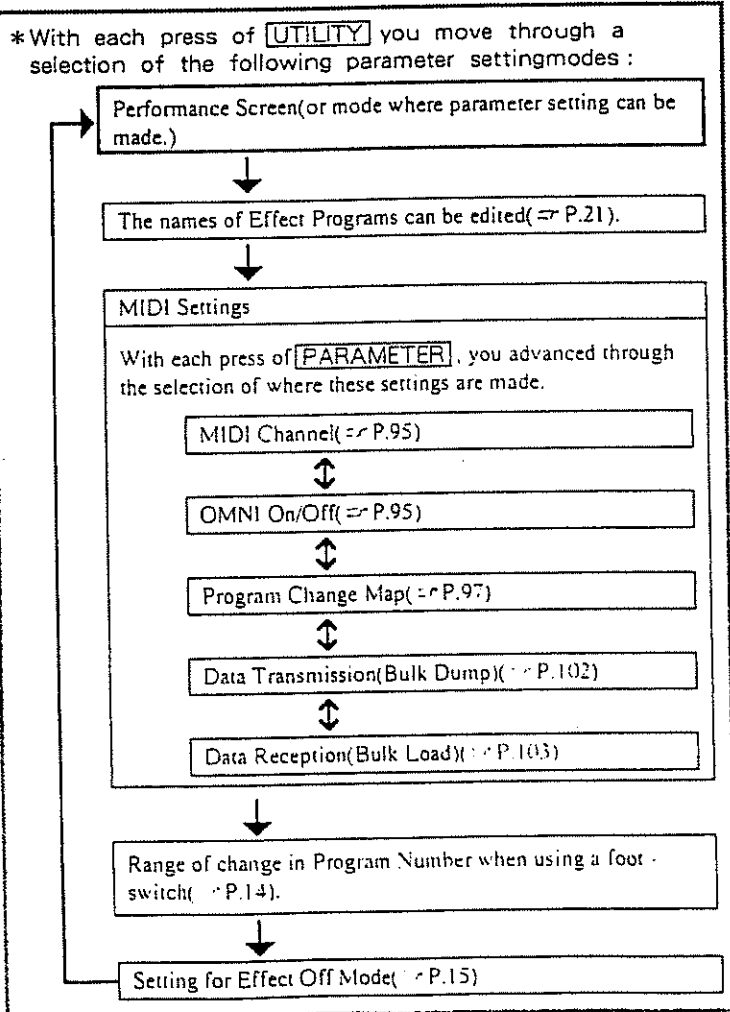 *With each press of UTILITY you move through a
selection of the following parameter settingmodes :
Performance Screen(or mode where parameter setting can be
made.)
The names of Effect Programs can be edited(☞ P.21).
MIDI Settings
With each press of PARAMETER, you advanced through
the selection of where these settings are made.
MIDI Channel(☞ P.95)
OMNI On/Off(☞ P.95)
Program Change Map(☞ P.97)
Data Transmission(Bulk Dump)(☞ P.102)
Data Reception(Bulk Load)(☞ P.103)
Range of change in Program Number when using a foot -
switch(☞ P.14).
Setting for Effect Off Mode(☞ P.15)